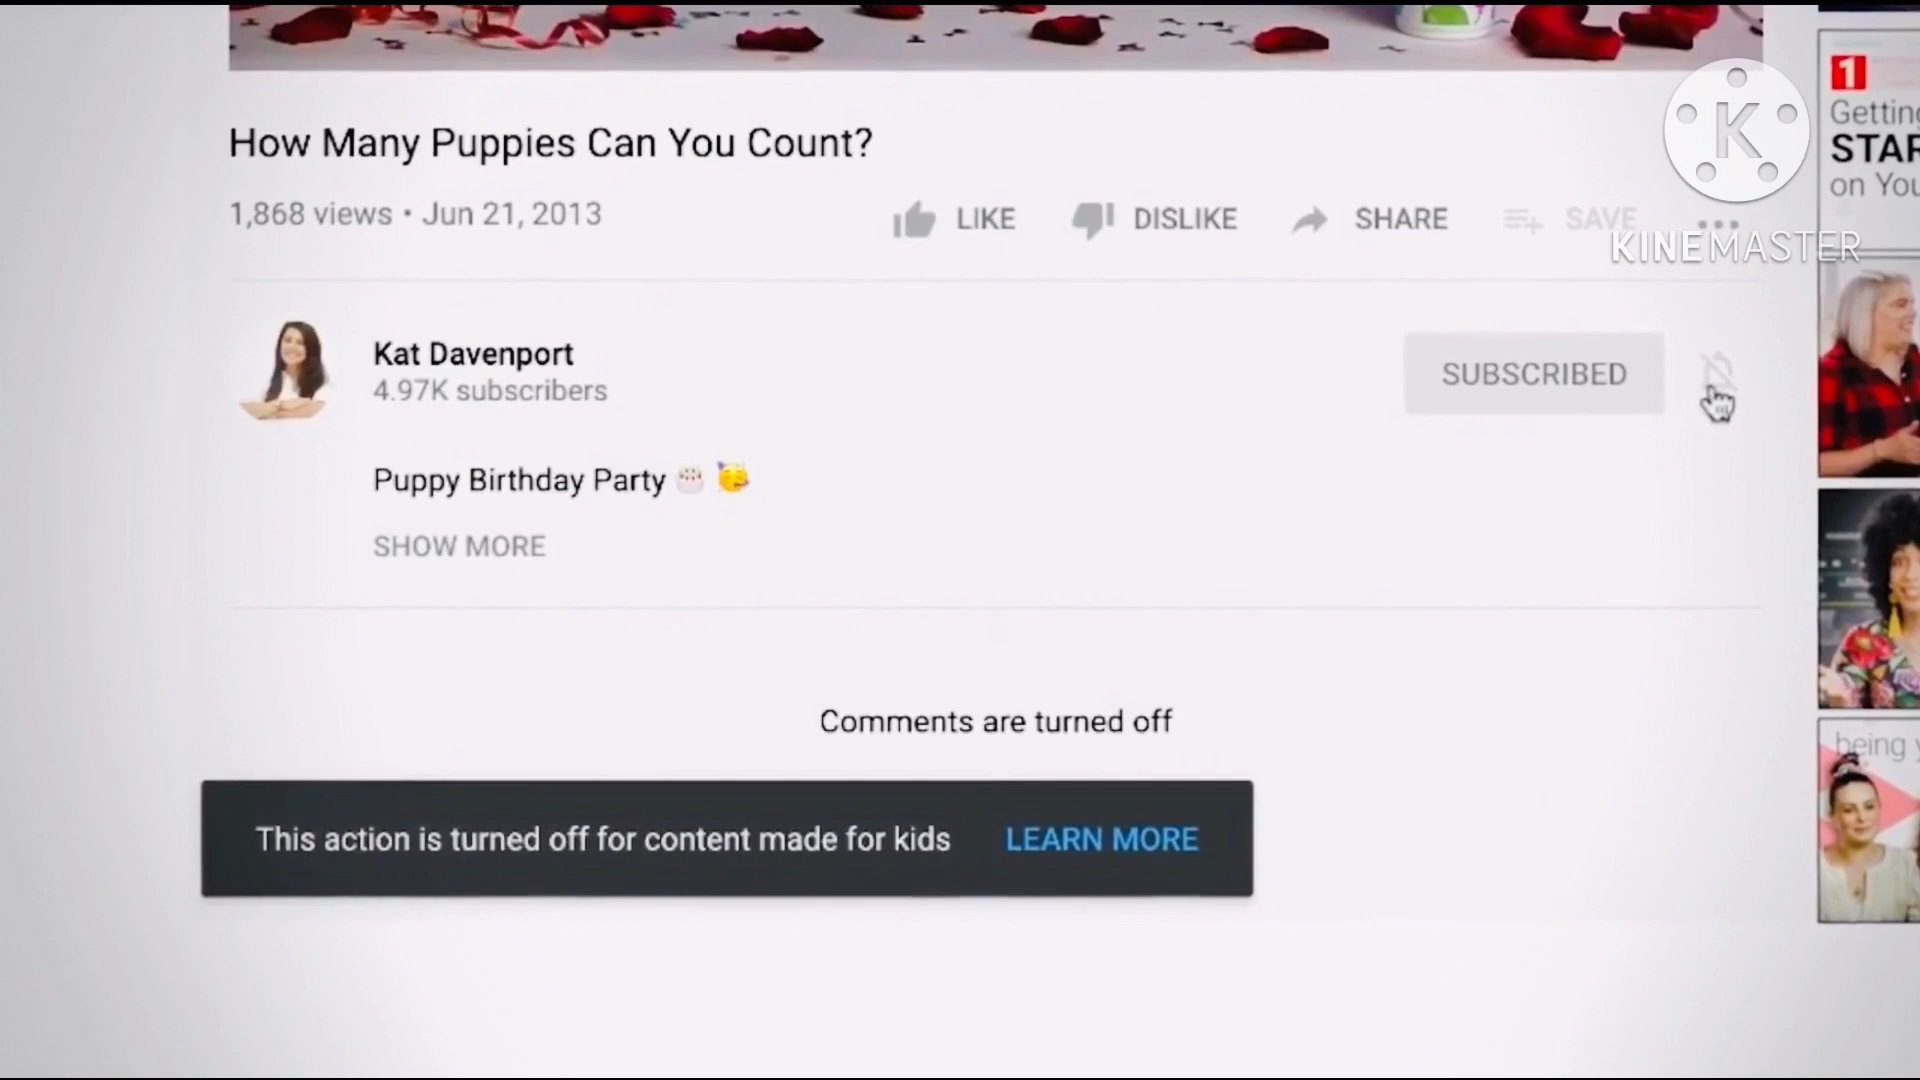 How Many Puppies Can You Count?
1,868 views • Jun 21, 2013
LIKE DISLIKE SHARE SAVE
KINEMASTER
K
Kat Davenport
4.97K subscribers
SUBSCRIBED
Puppy Birthday Party 🎂 🥳
SHOW MORE
Comments are turned off
This action is turned off for content made for kids LEARN MORE
1
on
being